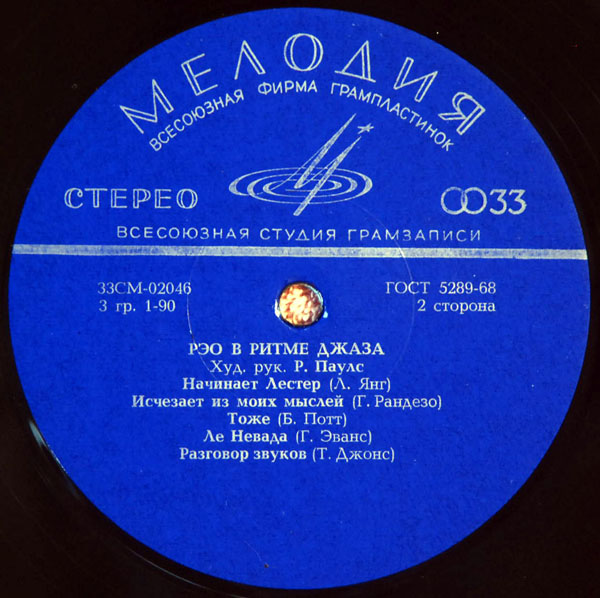 МЕЛОДИЯ
ВСЕСОЮЗНАЯ ФИРМА ГРАМПЛАСТИНОК
СТЕРЕО
33
ВСЕСОЮЗНАЯ СТУДИЯ ГРАМЗАПИСИ
33СМ-02046 ГОСТ 5289-68
3 гр. 1-90 2 сторона
РЭО В РИТМЕ ДЖАЗА
Худ. рук. Р. Паулс
Начинает Лестер (Л. Янг)
Исчезает из моих мыслей (Г. Рандезо)
Тоже (Б. Потт)
Ле Невада (Г. Эванс)
Разговор звуков (Т. Джонс)